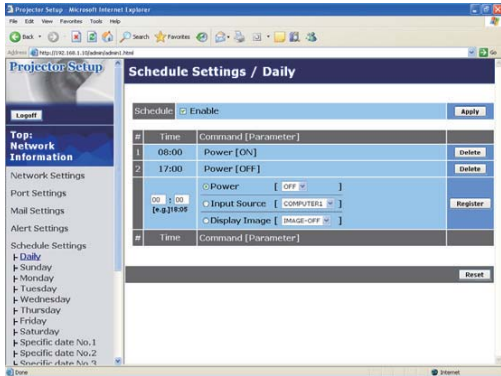 Projector Setup - Microsoft Internet Explorer
File Edit View Favorites Tools Help
Back Search Favorites
Address http://192.168.1.10/admin/admin1.html Go
Projector Setup
Logoff
Top:
Network
Information
Network Settings
Port Settings
Mail Settings
Alert Settings
Schedule Settings
Daily
Sunday
Monday
Tuesday
Wednesday
Thursday
Friday
Saturday
Specific date No.1
Specific date No.2
Specific date No.3
Schedule Settings / Daily
Schedule Enable Apply
# Time Command [Parameter]
1 08:00 Power [ON] Delete
2 17:00 Power [OFF] Delete
00 : 00
[e.g.]18:05
Power [ OFF ]
Input Source [ COMPUTER1 ]
Display Image [ IMAGE-OFF ]
Register
# Time Command [Parameter]
Reset
Done Internet